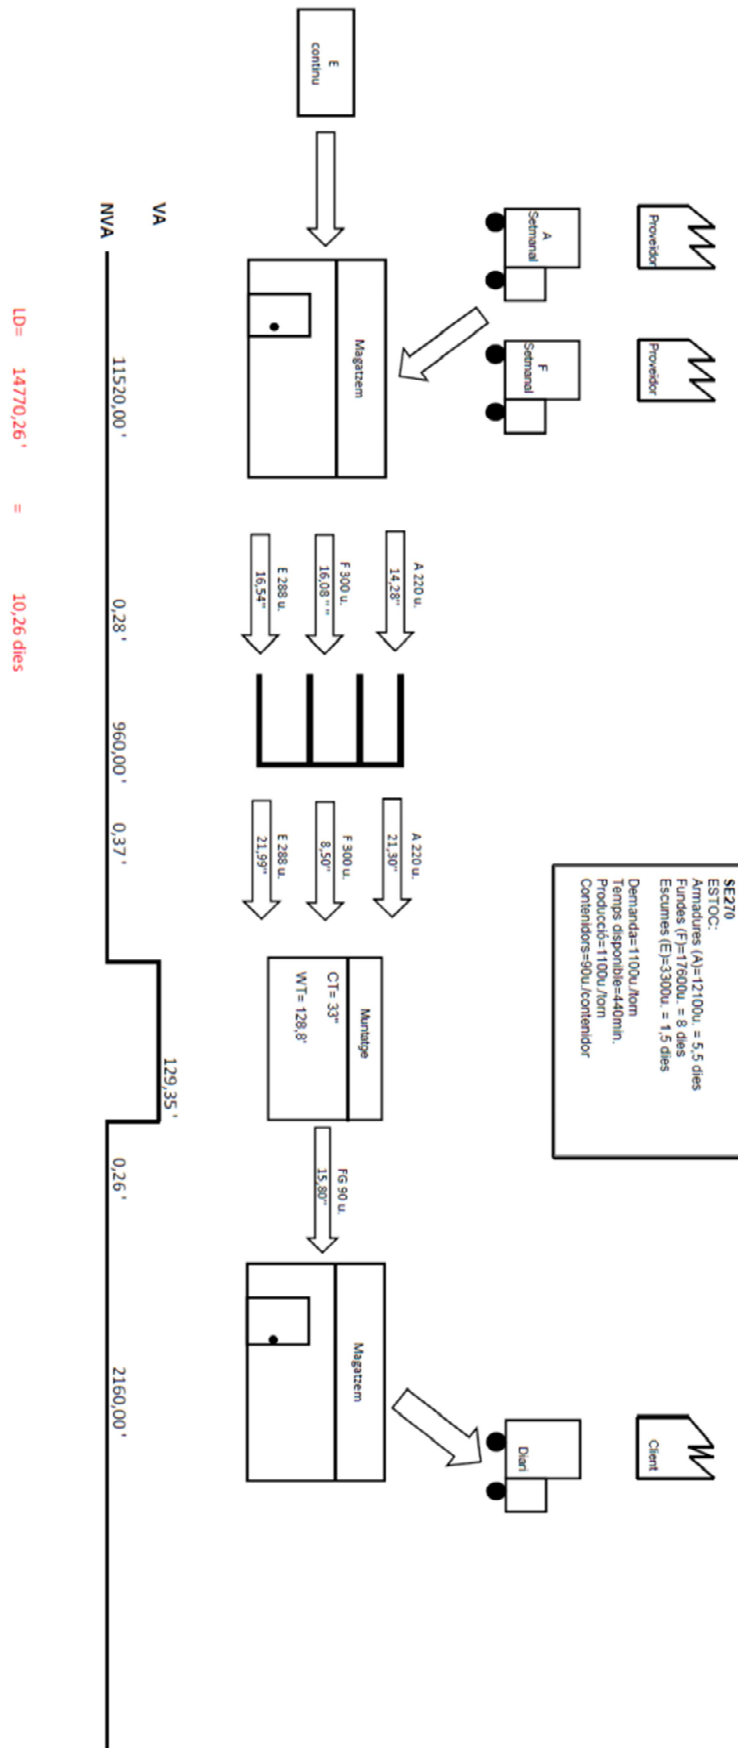 Proveïdor
Proveïdor
Client
SE270
ESTOC:
Armadures (A)=12100u. = 5,5 dies
Fundes (F)=17600u. = 8 dies
Escumes (E)=3300u. = 1,5 dies
Demanda=1100u./torn
Temps disponible=440min.
Producció=1100u./torn
Contenidors=90u./contenidor
A
Setmanal
F
Setmanal
Diari
E
continu
Magatzem
A 220 u.
14,28''
F 300 u.
16,08 '' ''
E 288 u.
16,54''
A 220 u.
21,30''
F 300 u.
8,50''
E 288 u.
21,99''
Muntatge
CT= 33''
WT= 128,8'
FG 90 u.
15,80''
Magatzem
VA
129,35 '
NVA
11520,00 '
0,28 '
960,00 '
0,37 '
0,26 '
2160,00 '
LD= 14770,26 ' = 10,26 dies